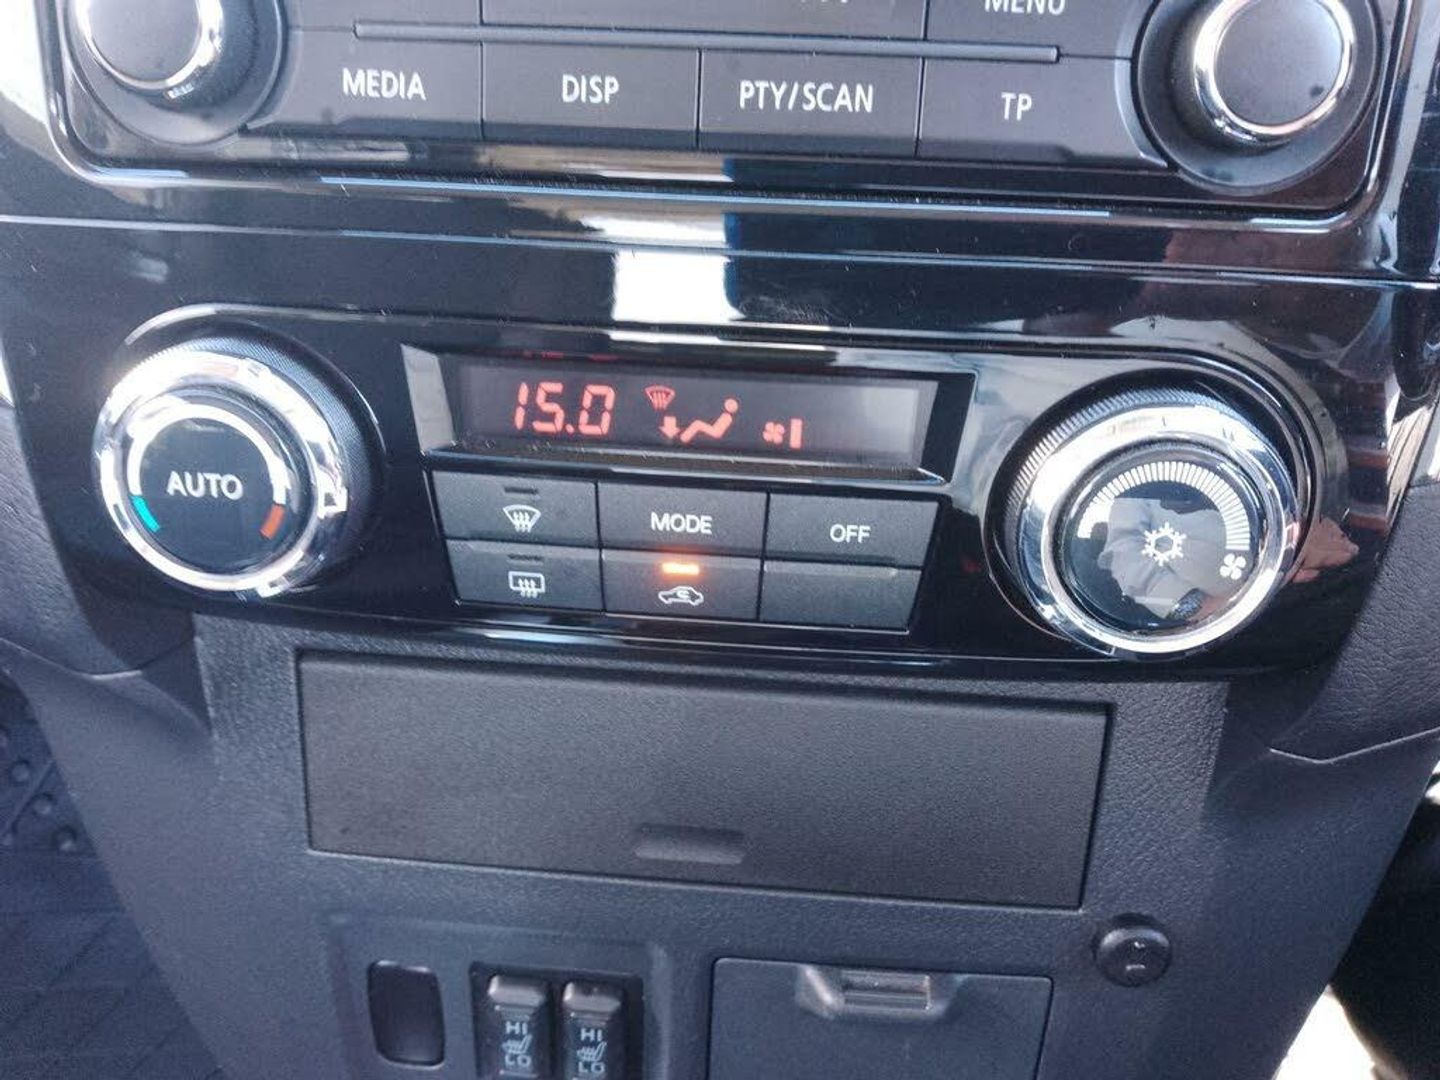 MENU
MEDIA DISP PTY/SCAN TP
15.0
AUTO
MODE OFF
HI HI
LO LO